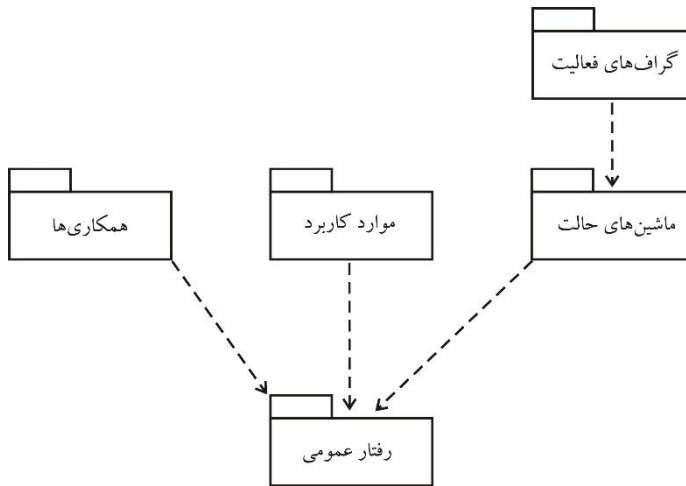 گراف‌های فعالیت
ماشین‌های حالت
موارد کاربرد
همکاری‌ها
رفتار عمومی